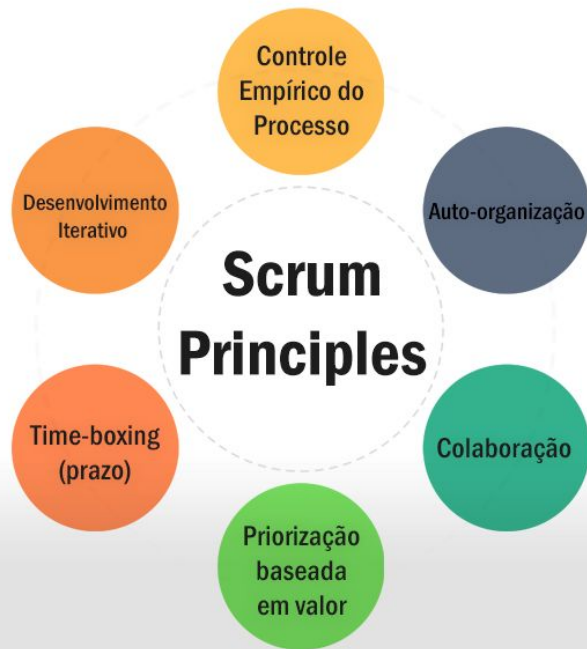 Controle
Empírico do
Processo
Desenvolvimento
Iterativo
Auto-organização
Scrum
Principles
Time-boxing
(prazo)
Colaboração
Priorização
baseada
em valor